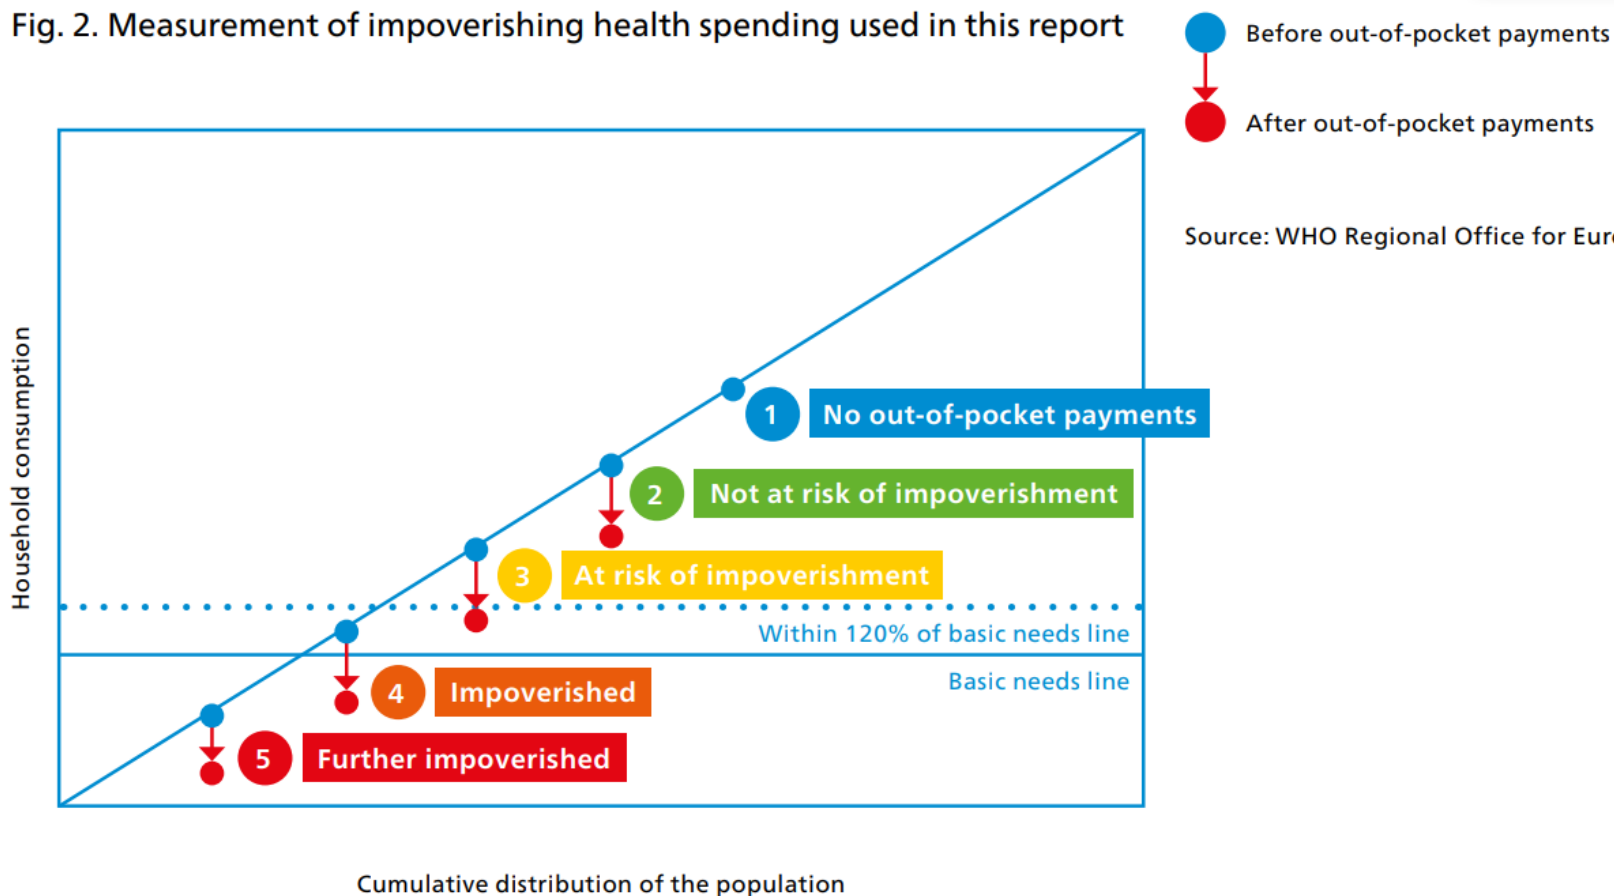 Fig. 2. Measurement of impoverishing health spending used in this report
Before out-of-pocket payments
After out-of-pocket payments
Source: WHO Regional Office for
Household consumption
1 No out-of-pocket payments
2 Not at risk of impoverishment
3 At risk of impoverishment
Within 120% of basic needs line
Basic needs line
4 Impoverished
5 Further impoverished
Cumulative distribution of the population